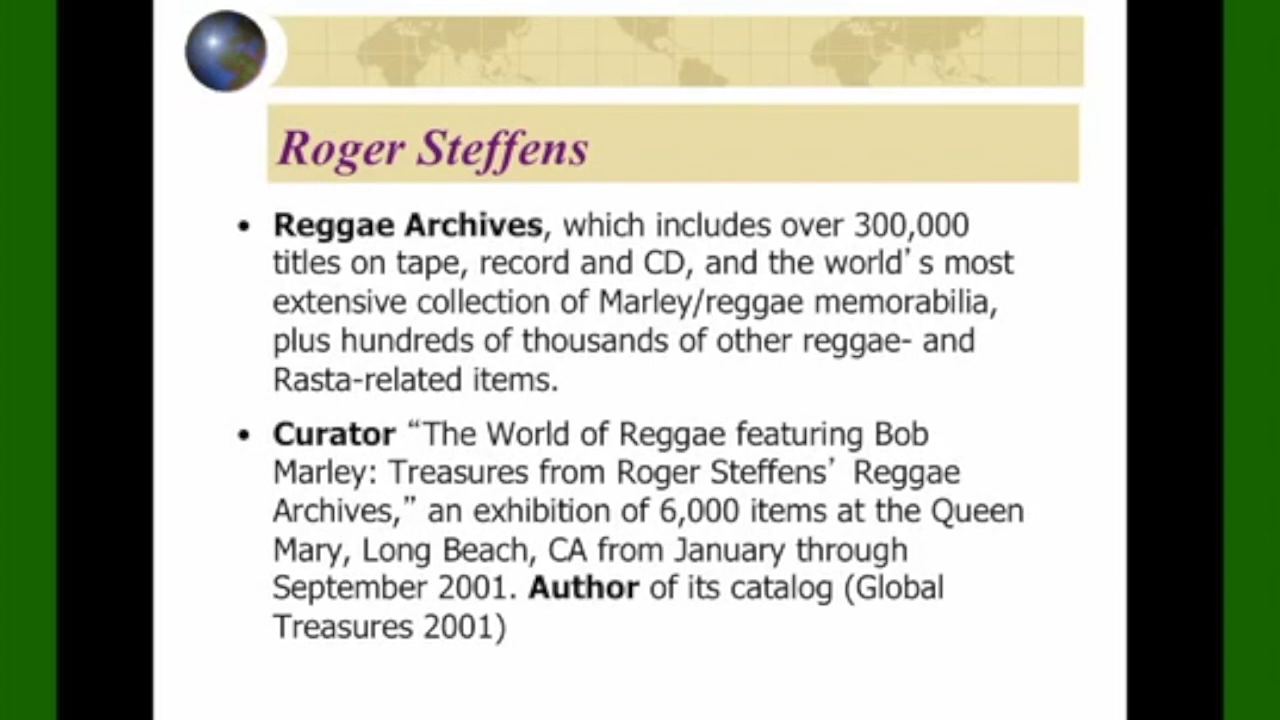 Roger Steffens
• Reggae Archives, which includes over 300,000
titles on tape, record and CD, and the world’s most
extensive collection of Marley/reggae memorabilia,
plus hundreds of thousands of other reggae- and
Rasta-related items.
• Curator “The World of Reggae featuring Bob
Marley: Treasures from Roger Steffens’ Reggae
Archives,” an exhibition of 6,000 items at the Queen
Mary, Long Beach, CA from January through
September 2001. Author of its catalog (Global
Treasures 2001)